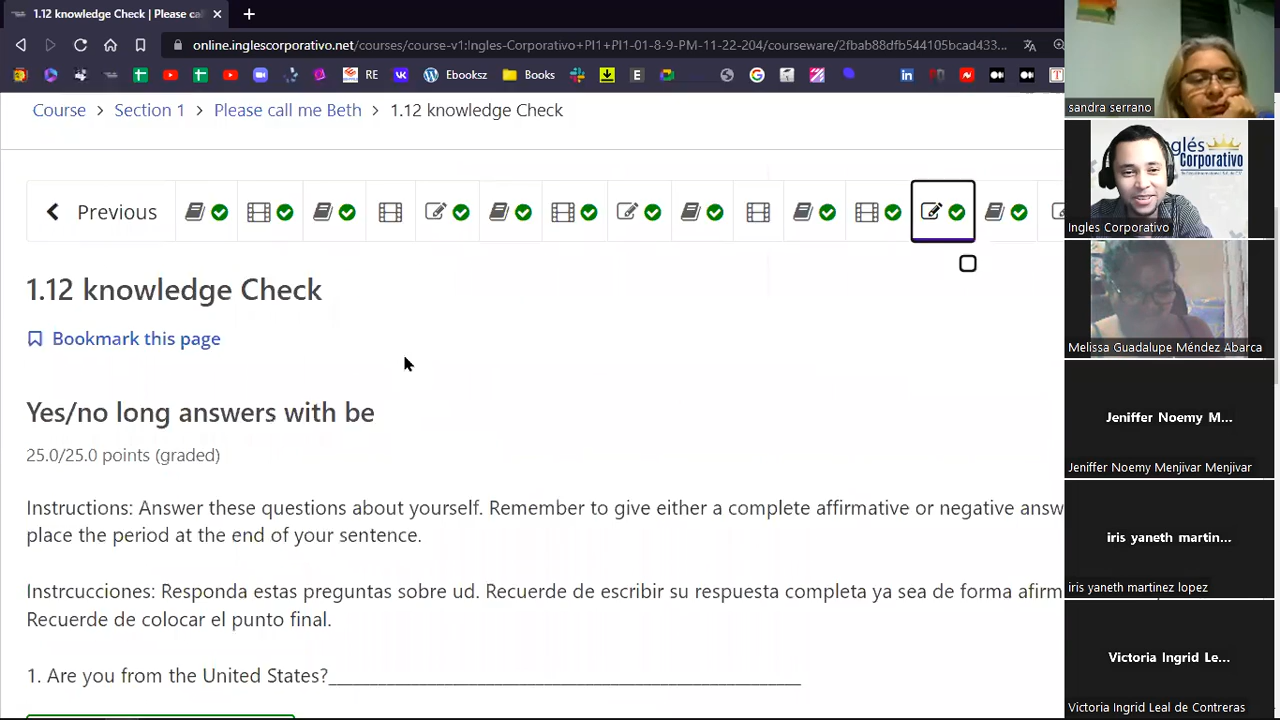 1.12 knowledge Check | Please ca
online.inglescorporativo.net/courses/course-v1:Ingles-Corporativo+PI1+PI1-01-8-9-PM-11-22-204/courseware/2fbab88dfb544105bcad433...
RE
Ebooksz
Books
Course > Section 1 > Please call me Beth > 1.12 knowledge Check
Previous
1.12 knowledge Check
Bookmark this page
Yes/no long answers with be
25.0/25.0 points (graded)
Instructions: Answer these questions about yourself. Remember to give either a complete affirmative or negative answ
place the period at the end of your sentence.
Instrucciones: Responda estas preguntas sobre ud. Recuerde de escribir su respuesta completa ya sea de forma afirm
Recuerde de colocar el punto final.
1. Are you from the United States?
sandra serrano
nglés
Corporativo
Ingles Corporativo
Melissa Guadalupe Méndez Abarca
Jeniffer Noemy M...
Jeniffer Noemy Menjivar Menjivar
iris yaneth martin...
iris yaneth martinez lopez
Victoria Ingrid Le...
Victoria Ingrid Leal de Contreras